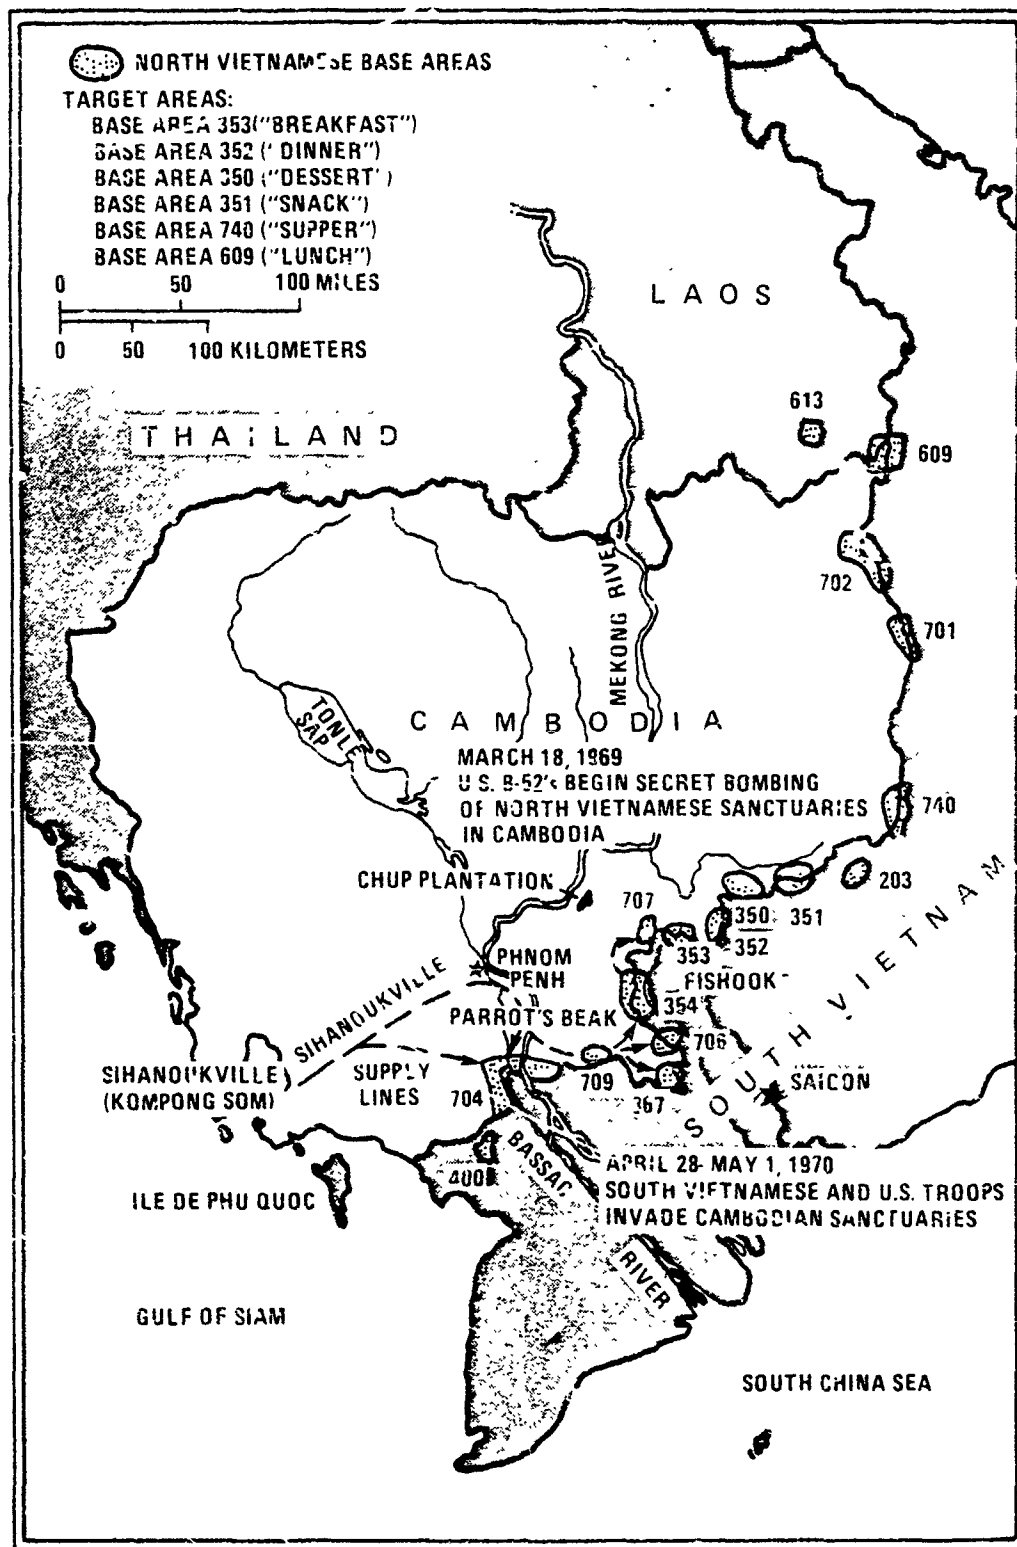 NORTH VIETNAMESE BASE AREAS
TARGET AREAS:
BASE AREA 353("BREAKFAST")
BASE AREA 352 ("DINNER")
BASE AREA 350 ("DESSERT")
BASE AREA 351 ("SNACK")
BASE AREA 740 ("SUPPER")
BASE AREA 609 ("LUNCH")
0 50 100 MILES
0 50 100 KILOMETERS
LAOS
THAILAND
613
609
702
701
MEKONG RIVER
TONLE
SAP
CAMBODIA
MARCH 18, 1969
U.S. B-52's BEGIN SECRET BOMBING
OF NORTH VIETNAMESE SANCTUARIES
IN CAMBODIA
740
CHUP PLANTATION
203
707
350
351
352
353
PHNOM
PENH
FISHOOK
354
PARROT'S BEAK
706
SIHANOUKVILLE
SIHANOUKVILLE)
(KOMPONG SOM)
SUPPLY
LINES
704
709
367
SAICON
SOUTH VIETNAM
400
BASSAC
RIVER
APRIL 28- MAY 1, 1970
SOUTH VIETNAMESE AND U.S. TROOPS
INVADE CAMBODIAN SANCTUARIES
ILE DE PHU QUOC
GULF OF SIAM
SOUTH CHINA SEA